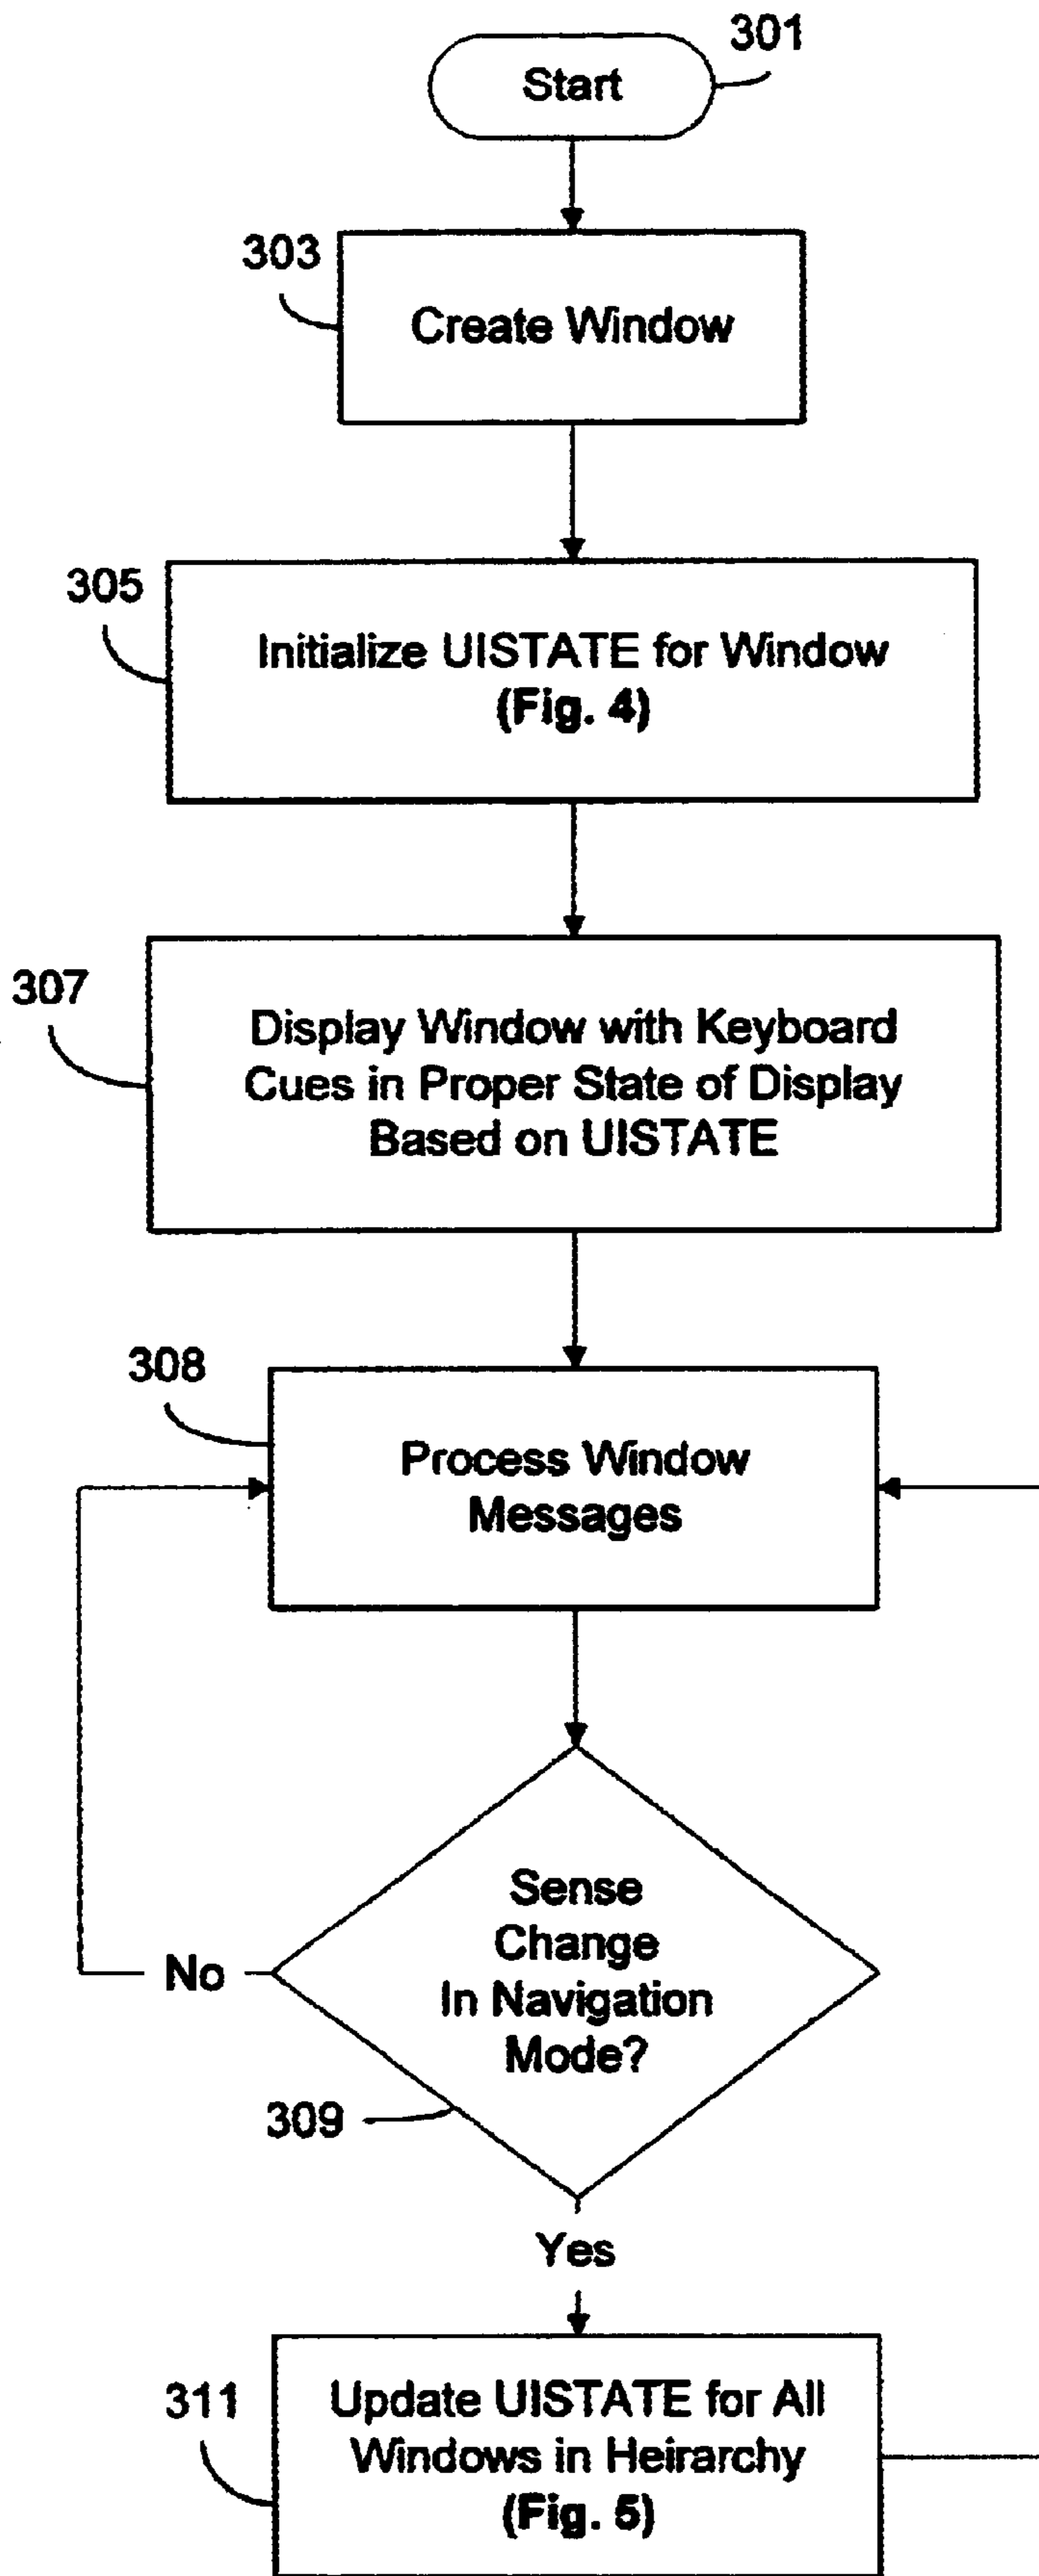 301
Start
303
Create Window
305
Initialize UISTATE for Window
(Fig. 4)
307
Display Window with Keyboard
Cues in Proper State of Display
Based on UISTATE
308
Process Window
Messages
Sense
Change
In Navigation
Mode?
No
309
Yes
311
Update UISTATE for All
Windows in Heirarchy
(Fig. 5)